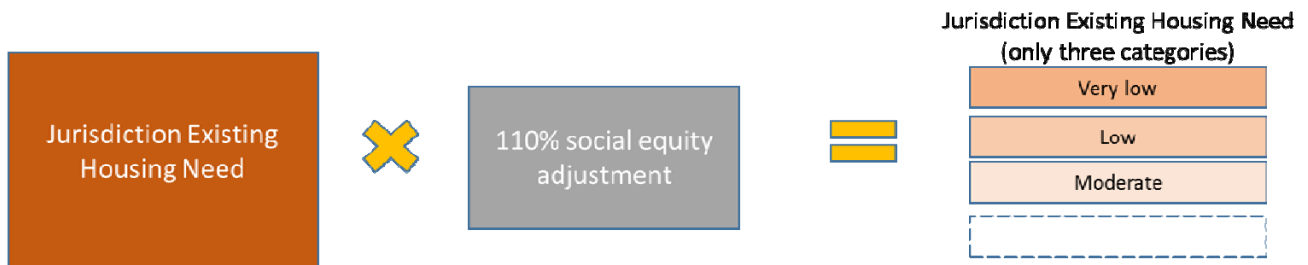 Jurisdiction Existing
Housing Need
110% social equity
adjustment
Jurisdiction Existing Housing Need
(only three categories)
Very low
Low
Moderate